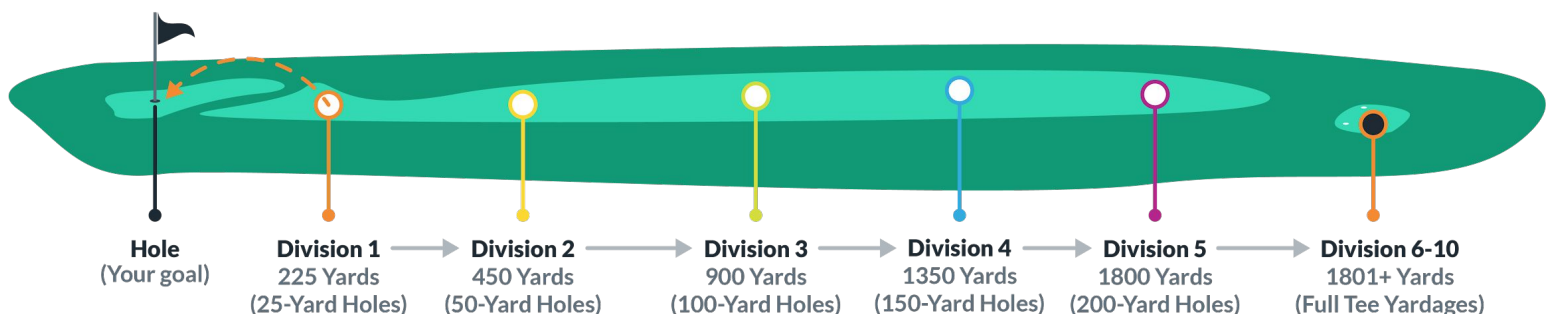 Hole
(Your goal)
Division 1
225 Yards
(25-Yard Holes)
Division 2
450 Yards
(50-Yard Holes)
Division 3
900 Yards
(100-Yard Holes)
Division 4
1350 Yards
(150-Yard Holes)
Division 5
1800 Yards
(200-Yard Holes)
Division 6-10
1801+ Yards
(Full Tee Yardages)